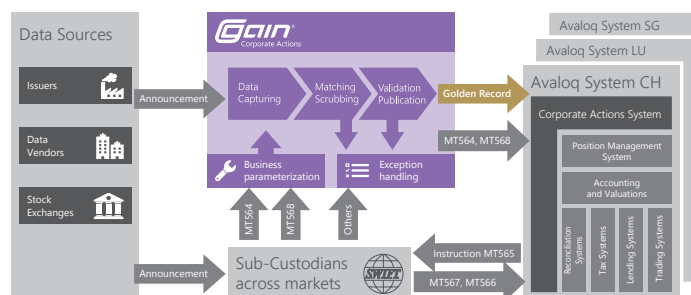 Data Sources
Issuers
Data
Vendors
Stock
Exchanges
Announcement
Announcement
Gain
Corporate Actions
Data
Capturing
Matching
Scrubbing
Validation
Publication
Business
parameterization
Exception
handling
MT564
MT568
Others
Sub-Custodians
across markets
SWIFT
Golden Record
MT564, MT568
Instruction MT565
MT567, MT566
Avaloq System SG
Avaloq System LU
Avaloq System CH
Corporate Actions System
Position Management
System
Accounting
and Valuations
Reconciliation
Systems
Tax Systems
Lending Systems
Trading Systems